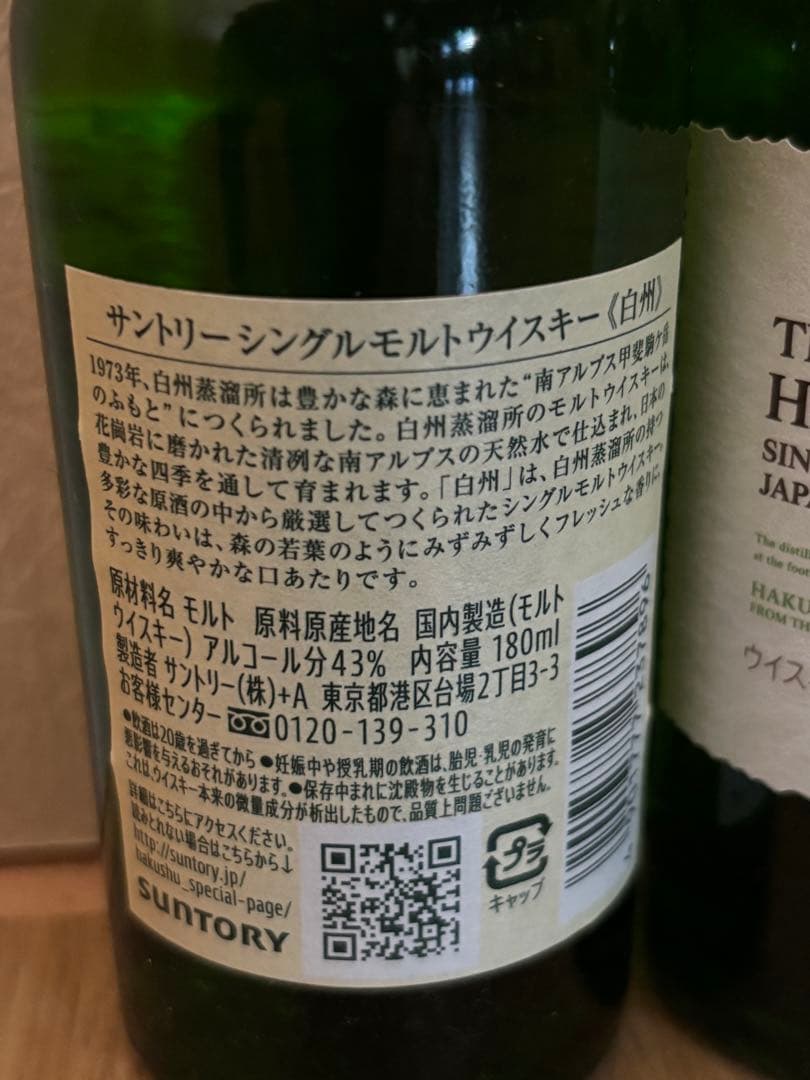 サントリーシングルモルトウイスキー《白州》
1973年、白州蒸溜所は豊かな森に恵まれた“南アルプス甲斐駒ケ岳
のふもと”につくられました。白州蒸溜所のモルトウイスキーは、
花崗岩に磨かれた清冽な南アルプスの天然水で仕込まれ、日本の
豊かな四季を通して育まれます。「白州」は、白州蒸溜所の持つ
多彩な原酒の中から厳選してつくられたシングルモルトウイスキー。
その味わいは、森の若葉のようにみずみずしくフレッシュな香りに、
すっきり爽やかな口あたりです。
原材料名 モルト 原料原産地名 国内製造(モルト
ウイスキー) アルコール分43% 内容量 180ml
製造者 サントリー(株)+A 東京都港区台場2丁目3-3
お客様センター 0120-139-310
●飲酒は20歳を過ぎてから ●妊娠中や授乳期の飲酒は、胎児・乳児の発育に
悪影響を与えるおそれがあります。●保存中まれに沈殿物を生じることがあります。
これは、ウイスキー本来の微量成分が析出したもので、品質上問題ございません。
詳細はこちらにアクセスください。
読みとれない場合はこちらから↓
http://suntory.jp/
hakushu_special-page/
SUNTORY
プラ
キャップ
SIN
JAPA
The distill
at the foot
HAKU
FROM TH
ウイス